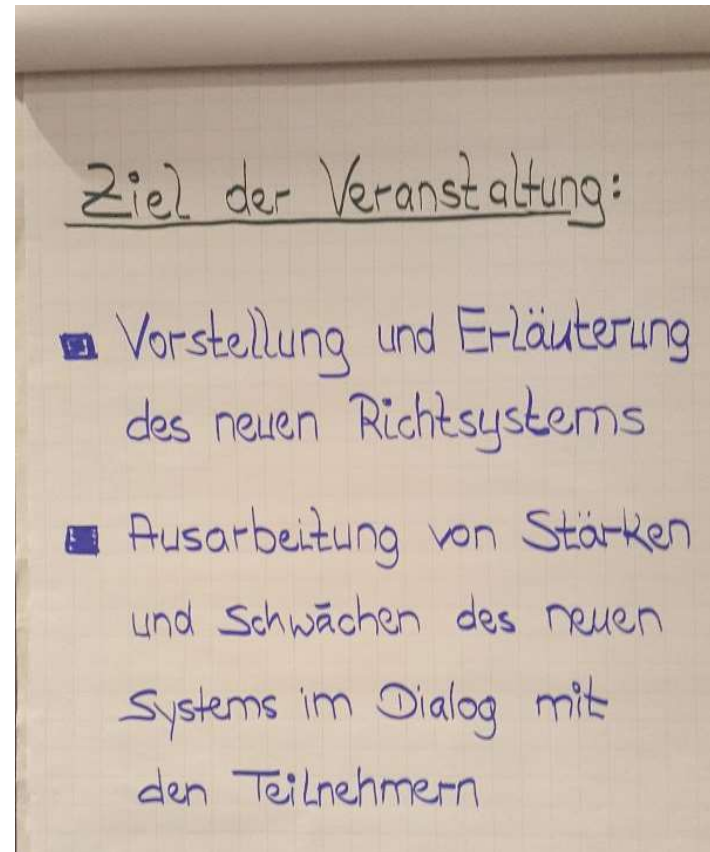 Ziel der Veranstaltung:
Vorstellung und Erläuterung
des neuen Richtsystems
Ausarbeitung von Stärken
und Schwächen des neuen
Systems im Dialog mit
den Teilnehmern